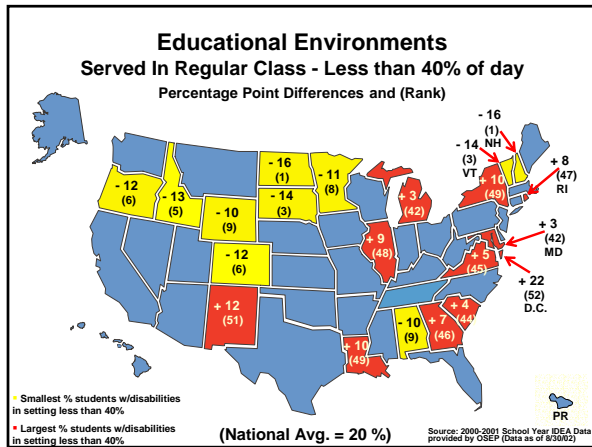 Educational Environments
Served In Regular Class - Less than 40% of day
Percentage Point Differences and (Rank)
- 16
(1)
NH
- 14
(3)
VT
+ 8
(47)
RI
- 12
(6)
- 13
(5)
- 16
(1)
- 11
(8)
- 14
(3)
- 10
(9)
+ 3
(42)
+ 10
(49)
+ 3
(42)
MD
- 12
(6)
+ 9
(48)
+ 5
(45)
+ 22
(52)
D.C.
+ 12
(51)
+ 4
(44)
- 10
(9)
+ 7
(46)
+ 10
(49)
PR
Smallest % students w/disabilities
in setting less than 40%
Largest % students w/disabilities
in setting less than 40%
(National Avg. = 20 %)
Source: 2000-2001 School Year IDEA Data
provided by OSEP (Data as of 8/30/02)